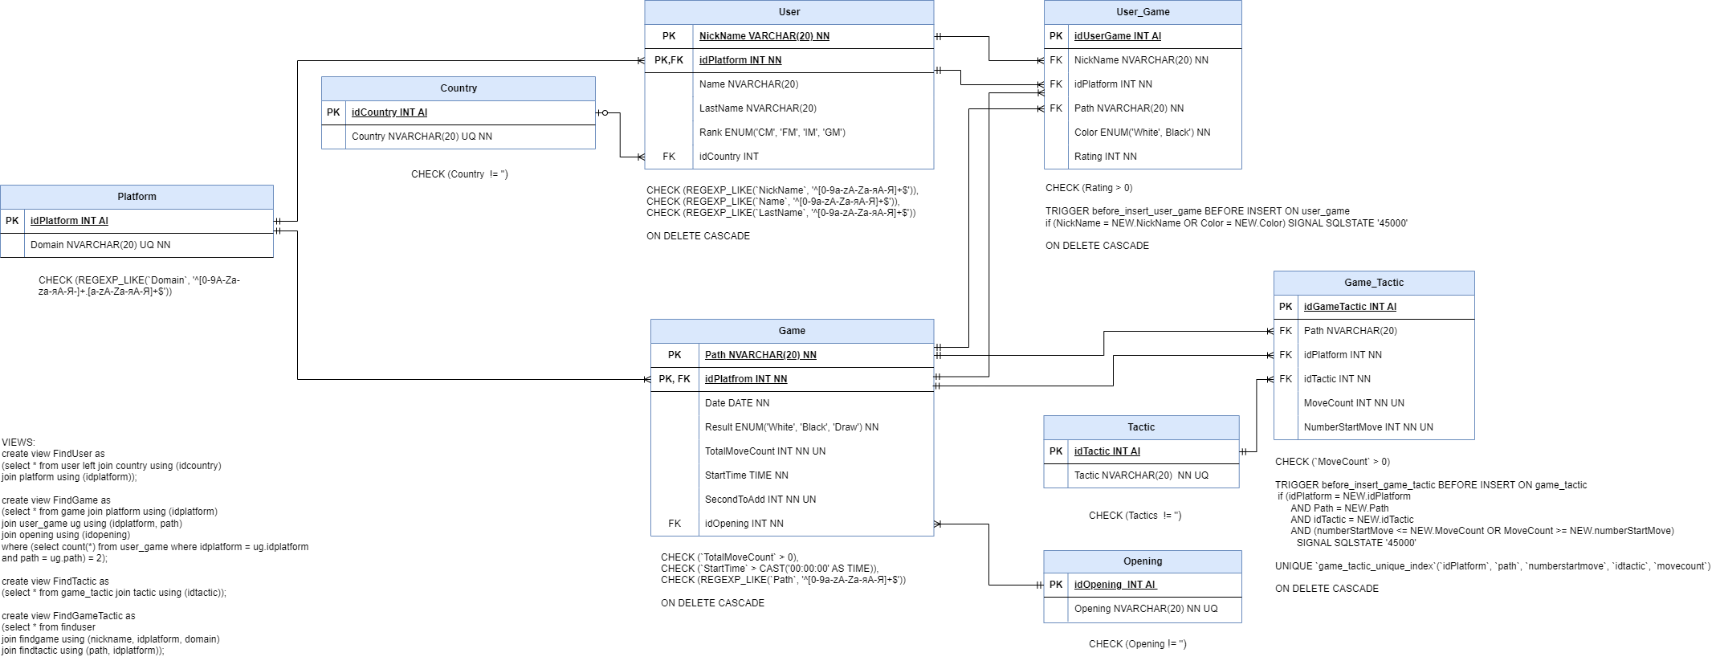 User
PK NickName VARCHAR(20) NN
PK,FK idPlatform INT NN
Name NVARCHAR(20)
LastName NVARCHAR(20)
Rank ENUM('CM', 'FM', 'IM', 'GM')
FK idCountry INT
CHECK (REGEXP_LIKE(`NickName`, '^[0-9a-zA-Za-яА-Я]+$')),
CHECK (REGEXP_LIKE(`Name`, '^[0-9a-zA-Za-яА-Я]+$')),
CHECK (REGEXP_LIKE(`LastName`, '^[0-9a-zA-Za-яА-Я]+$'))
ON DELETE CASCADE
User_Game
PK idUserGame INT AI
FK NickName VARCHAR(20) NN
FK idPlatform INT NN
FK Path NVARCHAR(20) NN
Color ENUM('White', Black') NN
Rating INT NN
CHECK (Rating > 0)
TRIGGER before_insert_user_game BEFORE INSERT ON user_game
if (NickName = NEW.NickName OR Color = NEW.Color) SIGNAL SQLSTATE '45000'
ON DELETE CASCADE
Country
PK idCountry INT AI
Country NVARCHAR(20) UQ NN
CHECK (Country != '')
Platform
PK idPlatform INT AI
Domain NVARCHAR(20) UQ NN
CHECK (REGEXP_LIKE(`Domain`, '^[0-9A-Za-
za-яА-Я-]+.[a-zA-Za-яА-Я]+$'))
Game
PK Path NVARCHAR(20) NN
PK, FK idPlatfrom INT NN
Date DATE NN
Result ENUM('White', 'Black', 'Draw') NN
TotalMoveCount INT NN UN
StartTime TIME NN
SecondToAdd INT NN UN
FK idOpening INT NN
CHECK (`TotalMoveCount` > 0),
CHECK (`StartTime` > CAST('00:00:00' AS TIME)),
CHECK (REGEXP_LIKE(`Path`, '^[0-9a-zA-Za-яА-Я]+$'))
ON DELETE CASCADE
Game_Tactic
PK idGameTactic INT AI
FK Path NVARCHAR(20)
FK idPlatform INT NN
FK idTactic INT NN
MoveCount INT NN UN
NumberStartMove INT NN UN
CHECK (`MoveCount` > 0)
TRIGGER before_insert_game_tactic BEFORE INSERT ON game_tactic
if (idPlatform = NEW.idPlatform
AND Path = NEW.Path
AND idTactic = NEW.idTactic
AND (numberStartMove <= NEW.MoveCount OR MoveCount >= NEW.numberStartMove)
SIGNAL SQLSTATE '45000'
UNIQUE `game_tactic_unique_index`(`idPlatform`, `path`, `numberstartmove`, `idtactic`, `movecount`)
ON DELETE CASCADE
Tactic
PK idTactic INT AI
Tactic NVARCHAR(20) NN UQ
CHECK (Tactics != '')
Opening
PK idOpening INT AI
Opening NVARCHAR(20) NN UQ
CHECK (Opening != '')
VIEWS:
create view FindUser as
(select * from user left join country using (idcountry)
join platform using (idplatform));
create view FindGame as
(select * from game join platform using (idplatform)
join user_game ug using (idplatform, path)
join opening using (idopening)
where (select count(*) from user_game where idplatform = ug.idplatform
and path = ug.path) = 2);
create view FindTactic as
(select * from game_tactic join tactic using (idtactic));
create view FindGameTactic as
(select * from finduser
join findgame using (nickname, idplatform, domain)
join findtactic using (path, idplatform));